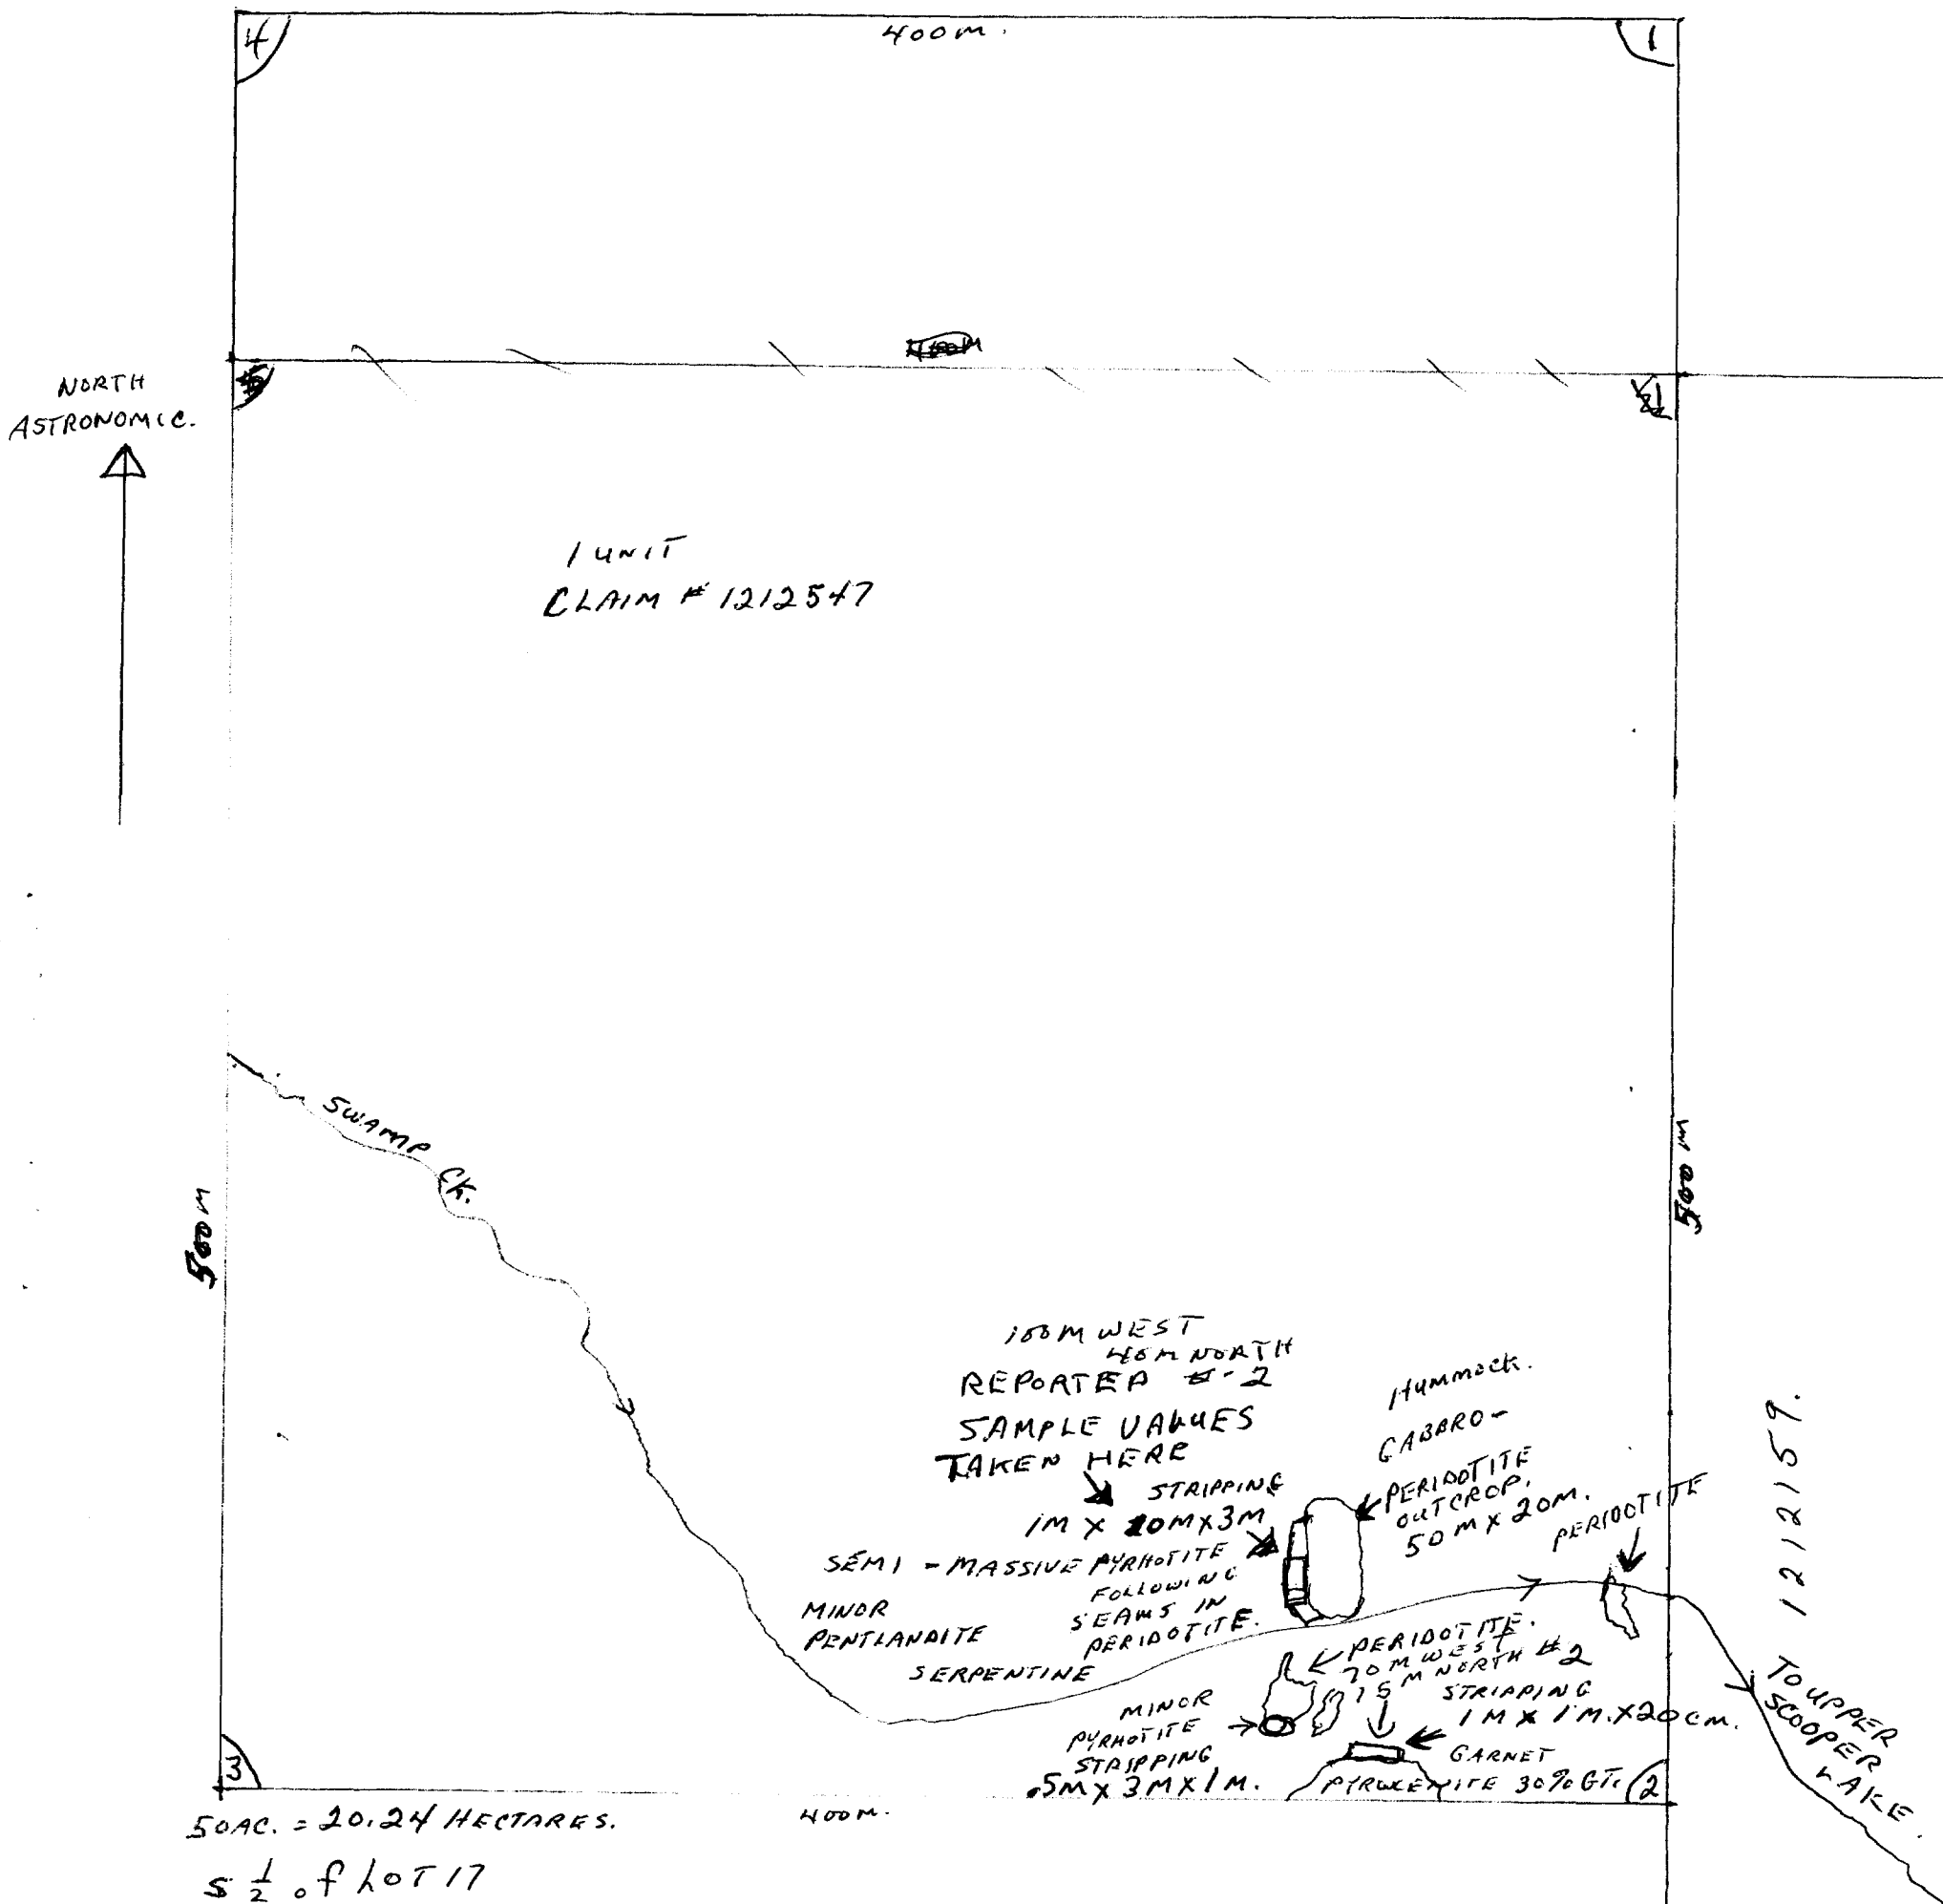 4
400M.
1
NORTH
ASTRONOMIC.
1 UNIT
CLAIM # 1212547
SWAMP CK.
500M
500M
100M WEST
40M NORTH
REPORTED #-2
SAMPLE VALUES
TAKEN HERE
STRIPPING
1M X 20M X 3M
SEMI - MASSIVE PYRHOTITE
FOLLOWING
SEAMS IN
PERIDOTITE.
MINOR
PENTLANDITE
SERPENTINE
HUMMOCK.
GABBRO -
PERIDOTITE
OUTCROP.
50M X 20M.
PERIDOTITE
1212159.
PERIDOTITE.
70M WEST
15M NORTH #2
STRIPPING
1M X 1M. X 20CM.
MINOR
PYRHOTITE
STRIPPING
.5M X 3M X 1M.
GARNET
PYROXENITE 30% GT.
TO UPPER
SCOOPER
LAKE.
3
2
50AC. = 20.24 HECTARES.
400M.
S 1/2 of LOT 17